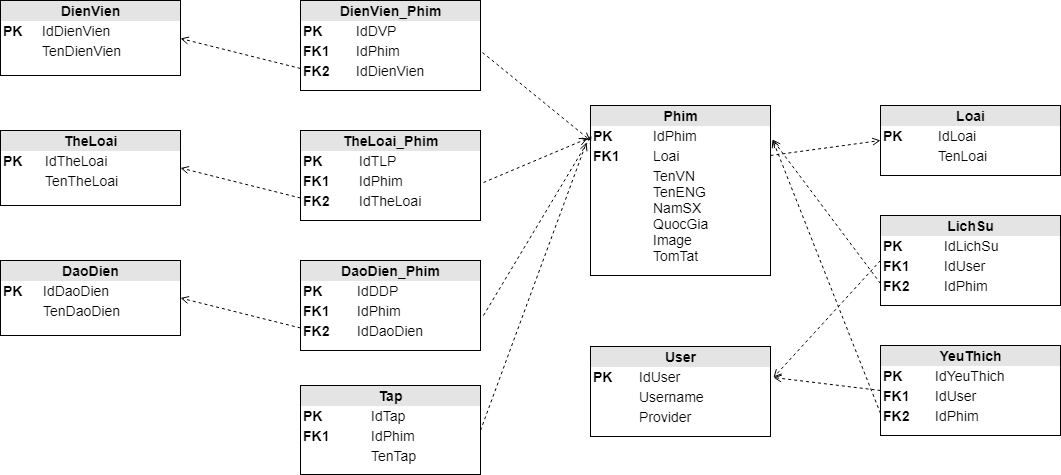 DienVien
PK IdDienVien
TenDienVien
DienVien_Phim
PK IdDVP
FK1 IdPhim
FK2 IdDienVien
TheLoai
PK IdTheLoai
TenTheLoai
TheLoai_Phim
PK IdTLP
FK1 IdPhim
FK2 IdTheLoai
DaoDien
PK IdDaoDien
TenDaoDien
DaoDien_Phim
PK IdDDP
FK1 IdPhim
FK2 IdDaoDien
Tap
PK IdTap
FK1 IdPhim
TenTap
Phim
PK IdPhim
FK1 Loai
TenVN
TenENG
NamSX
QuocGia
Image
TomTat
User
PK IdUser
Username
Provider
Loai
PK IdLoai
TenLoai
LichSu
PK IdLichSu
FK1 IdUser
FK2 IdPhim
YeuThich
PK IdYeuThich
FK1 IdUser
FK2 IdPhim